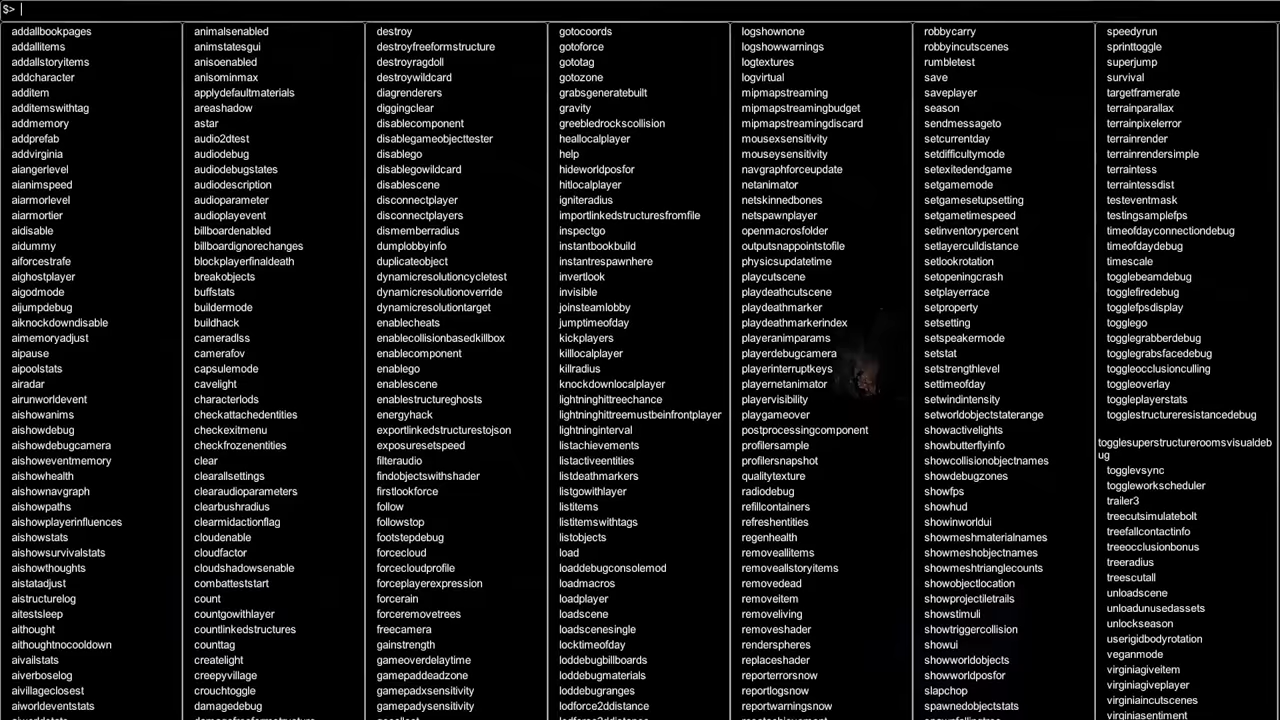 $>
addallbookpages
addallitems
addallstoryitems
addcharacter
additem
additemswithtag
addmemory
addprefab
addvirginia
aiangerlevel
aianimspeed
aiarmorlevel
aiarmortier
aidisable
aidummy
aiforcestrafe
aighostplayer
aigodmode
aijumpdebug
aiknockdowndisable
aimemoryadjust
aipause
aipoolstats
airadar
airunworldevent
aishowanims
aishowdebug
aishowdebugcamera
aishoweventmemory
aishowhealth
aishownavgraph
aishowpaths
aishowplayerinfluences
aishowstats
aishowsurvivalstats
aishowthoughts
aistatadjust
aistructurelog
aitestsleep
aithought
aithoughtnocooldown
aivailstats
aiverboselog
aivillageclosest
aiworldeventstats
aiworldstats
animalsenabled
animstatesgui
anisoenabled
anisominmax
applydefaultmaterials
areashadow
astar
audio2dtest
audiodebug
audiodebugstates
audiodescription
audioparameter
audioplayevent
billboardenabled
billboardignorechanges
blockplayerfinaldeath
breakobjects
buffstats
buildermode
buildhack
cameradlss
camerafov
capsulemode
cavelight
characterlods
checkattachedentities
checkexitmenu
checkfrozenentities
clear
clearallsettings
clearaudioparameters
clearbushradius
clearmidactionflag
cloudenable
cloudfactor
cloudshadowsenable
combatteststart
count
countgowithlayer
countlinkedstructures
counttag
createlight
creepyvillage
crouchtoggle
damagedebug
damagefreeformstructure
destroy
destroyfreeformstructure
destroyragdoll
destroywildcard
diagrenderers
diggingclear
disablecomponent
disablegameobjecttester
disablego
disablegowildcard
disablescene
disconnectplayer
disconnectplayers
dismemberradius
dumplobbyinfo
duplicateobject
dynamicresolutioncycletest
dynamicresolutionoverride
dynamicresolutiontarget
enablecheats
enablecollisionbasedkillbox
enablecomponent
enablego
enablescene
enablestructureghosts
energyhack
exportlinkedstructurestojson
exposuresetspeed
filteraudio
findobjectswithshader
firstlookforce
follow
followstop
footstepdebug
forcecloud
forcecloudprofile
forceplayerexpression
forcerain
forceremovetrees
freecamera
gainstrength
gameoverdelaytime
gamepaddeadzone
gamepadxsensitivity
gamepadysensitivity
gotocoords
gotoforce
gototag
gotozone
grabsgeneratebuilt
gravity
greebledrockscollision
heallocalplayer
help
hideworldposfor
hitlocalplayer
igniteradius
importlinkedstructuresfromfile
inspectgo
instantbookbuild
instantrespawnhere
invertlook
invisible
joinsteamlobby
jumptimeofday
kickplayers
killlocalplayer
killradius
knockdownlocalplayer
lightninghittreechance
lightninghittreemustbeinfrontplayer
lightninginterval
listachievements
listactiveentities
listdeathmarkers
listgowithlayer
listitems
listitemswithtags
listobjects
load
loaddebugconsolemod
loadmacros
loadplayer
loadscene
loadscenesingle
locktimeofday
loddebugbillboards
loddebugmaterials
loddebugranges
lodforce2ddistance
logshownone
logshowwarnings
logtextures
logvirtual
mipmapstreaming
mipmapstreamingbudget
mipmapstreamingdiscard
mousexsensitivity
mouseysensitivity
navgraphforceupdate
netanimator
netskinnedbones
netspawnplayer
openmacrosfolder
outputsnappointstofile
physicsupdatetime
playcutscene
playdeathcutscene
playdeathmarker
playdeathmarkerindex
playeranimparams
playerdebugcamera
playerinterruptkeys
playernetanimator
playervisibility
playgameover
postprocessingcomponent
profilersample
profilersnapshot
qualitytexture
radiodebug
refillcontainers
refreshentities
regenhealth
removeallitems
removeallstoryitems
removedead
removeitem
removeliving
removeshader
renderspheres
replaceshader
reporterrorsnow
reportlogsnow
reportwarningsnow
robbycarry
robbyincutscenes
rumbletest
save
saveplayer
season
sendmessageto
setcurrentday
setdifficultymode
setexitedendgame
setgamemode
setgamesetupsetting
setgametimespeed
setinventorypercent
setlayerculldistance
setlookrotation
setopeningcrash
setplayerrace
setproperty
setsetting
setspeakermode
setstat
setstrengthlevel
settimeofday
setwindintensity
setworldobjectstaterange
showactivelights
showbutterflyinfo
showcollisionobjectnames
showdebugzones
showfps
showhud
showinworldui
showmeshmaterialnames
showmeshobjectnames
showmeshtrianglecounts
showobjectlocation
showprojectiletrails
showstimuli
showtriggercollision
showui
showworldobjects
showworldposfor
slapchop
spawnedobjectstats
speedyrun
sprinttoggle
superjump
survival
targetframerate
terrainparallax
terrainpixelerror
terrainrender
terrainrendersimple
terraintess
terraintessdist
testeventmask
testingsamplefps
timeofdayconnectiondebug
timeofdaydebug
timescale
togglebeamdebug
togglefiredebug
togglefpsdisplay
togglego
togglegrabberdebug
togglegrabsfacedebug
toggleocclusionculling
toggleoverlay
toggleplayerstats
togglestructureresistancedebug
togglesuperstructureroomsvisualdeb
ug
togglevsync
toggleworkscheduler
trailer3
treecutsimulatebolt
treefallcontactinfo
treeocclusionbonus
treeradius
treescutall
unloadscene
unloadunusedassets
unlockseason
userigidbodyrotation
veganmode
virginiagiveitem
virginiagiveplayer
virginiaincutscenes
virginiasentiment